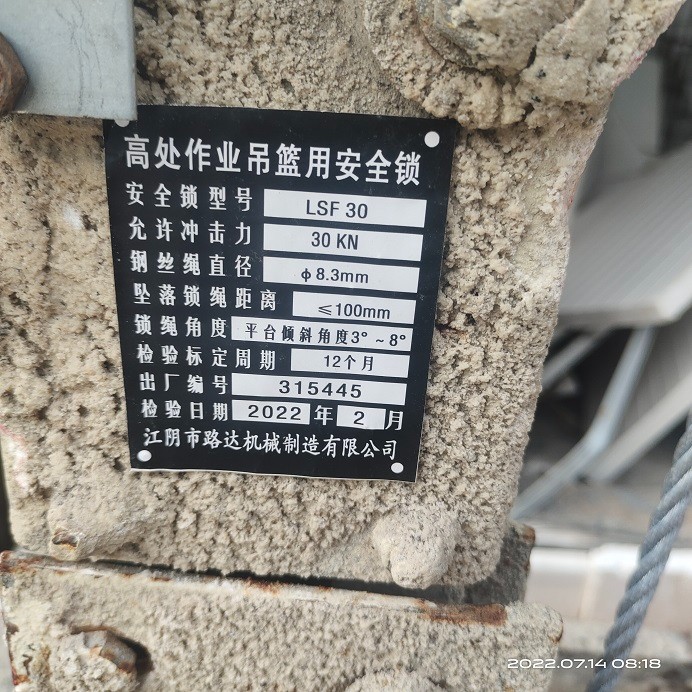 高处作业吊篮用安全锁
安全锁型号 LSF 30
允许冲击力 30 KN
钢丝绳直径 φ8.3mm
坠落锁绳距离 ≤100mm
锁绳角度 平台倾斜角度3°~8°
检验标定周期 12个月
出厂编号 315445
检验日期 2022 年 2 月
江阴市路达机械制造有限公司
2022.07.14 08:18